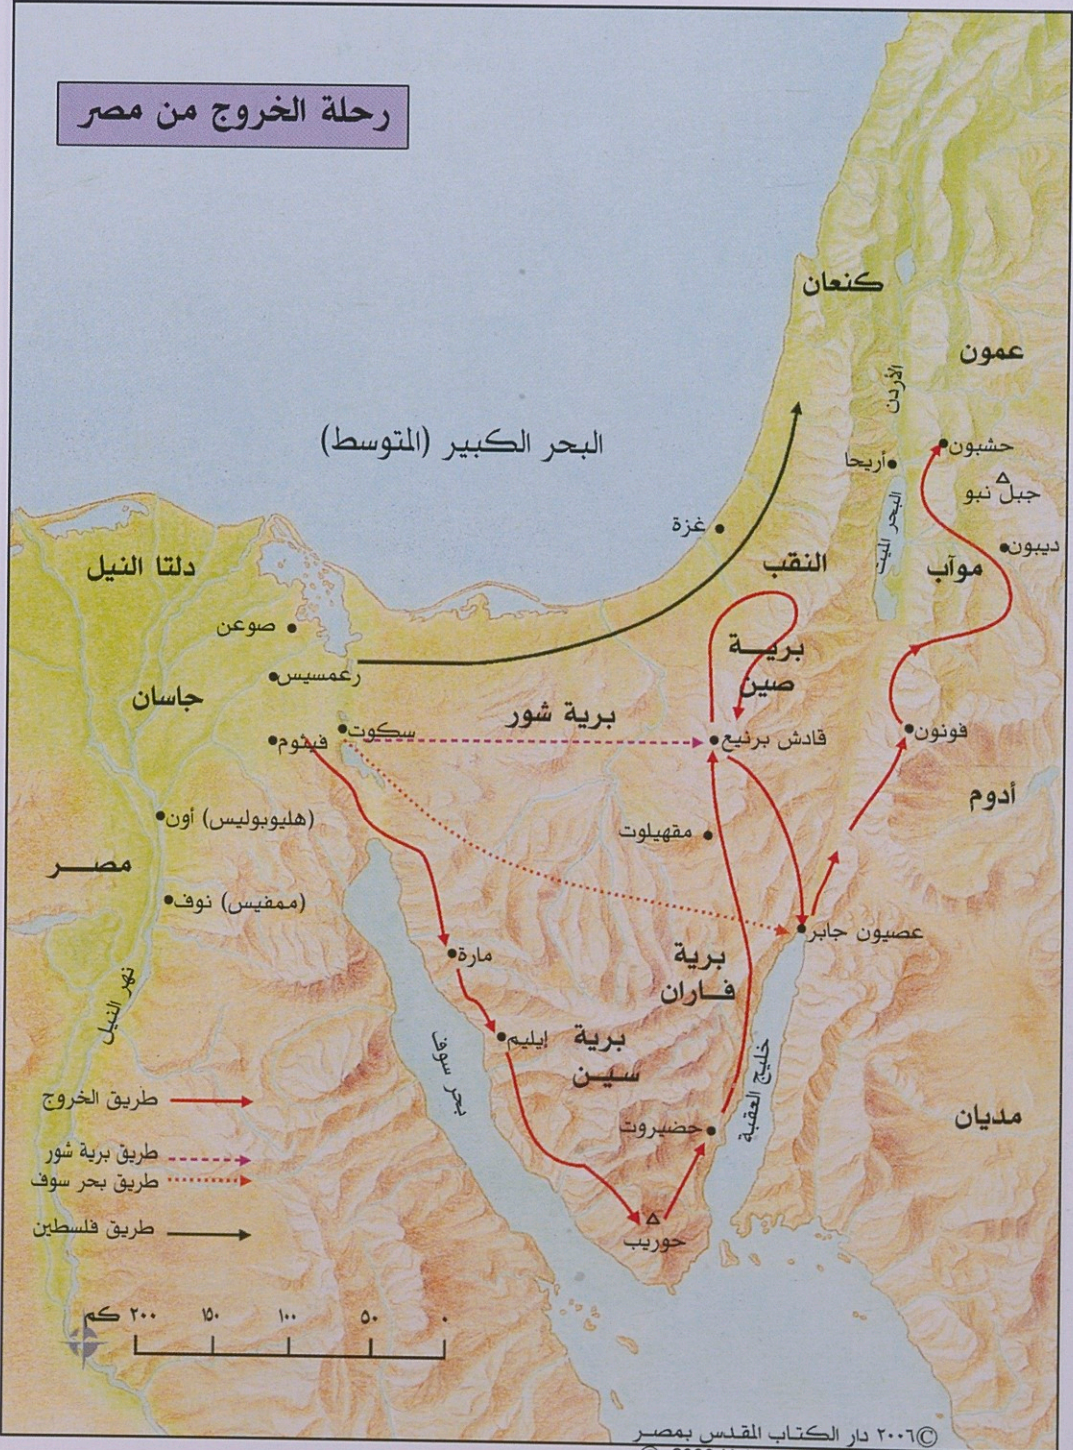 رحلة الخروج من مصر
كنعان
عمون
الأردن
البحر الكبير (المتوسط)
حشبون
أريحا
جبل نبو
البحر الميت
غزة
ديبون
النقب
موآب
دلتا النيل
صوعن
برية
صين
رعمسيس
جاسان
برية شور
سكوت
فيثوم
قادش برنيع
فونون
أدوم
أون (هليوبوليس)
مقهيلوت
مصر
نوف (ممفيس)
عصيون جابر
مارة
برية
فاران
نهر النيل
إيليم
برية
سين
بحر سوف
خليج العقبة
طريق الخروج
حضيروت
مديان
طريق برية شور
طريق بحر سوف
طريق فلسطين
حوريب
٠ ٥٠ ١٠٠ ١٥٠ ٢٠٠ كم
©٢٠٠٦ دار الكتاب المقدس بمصر